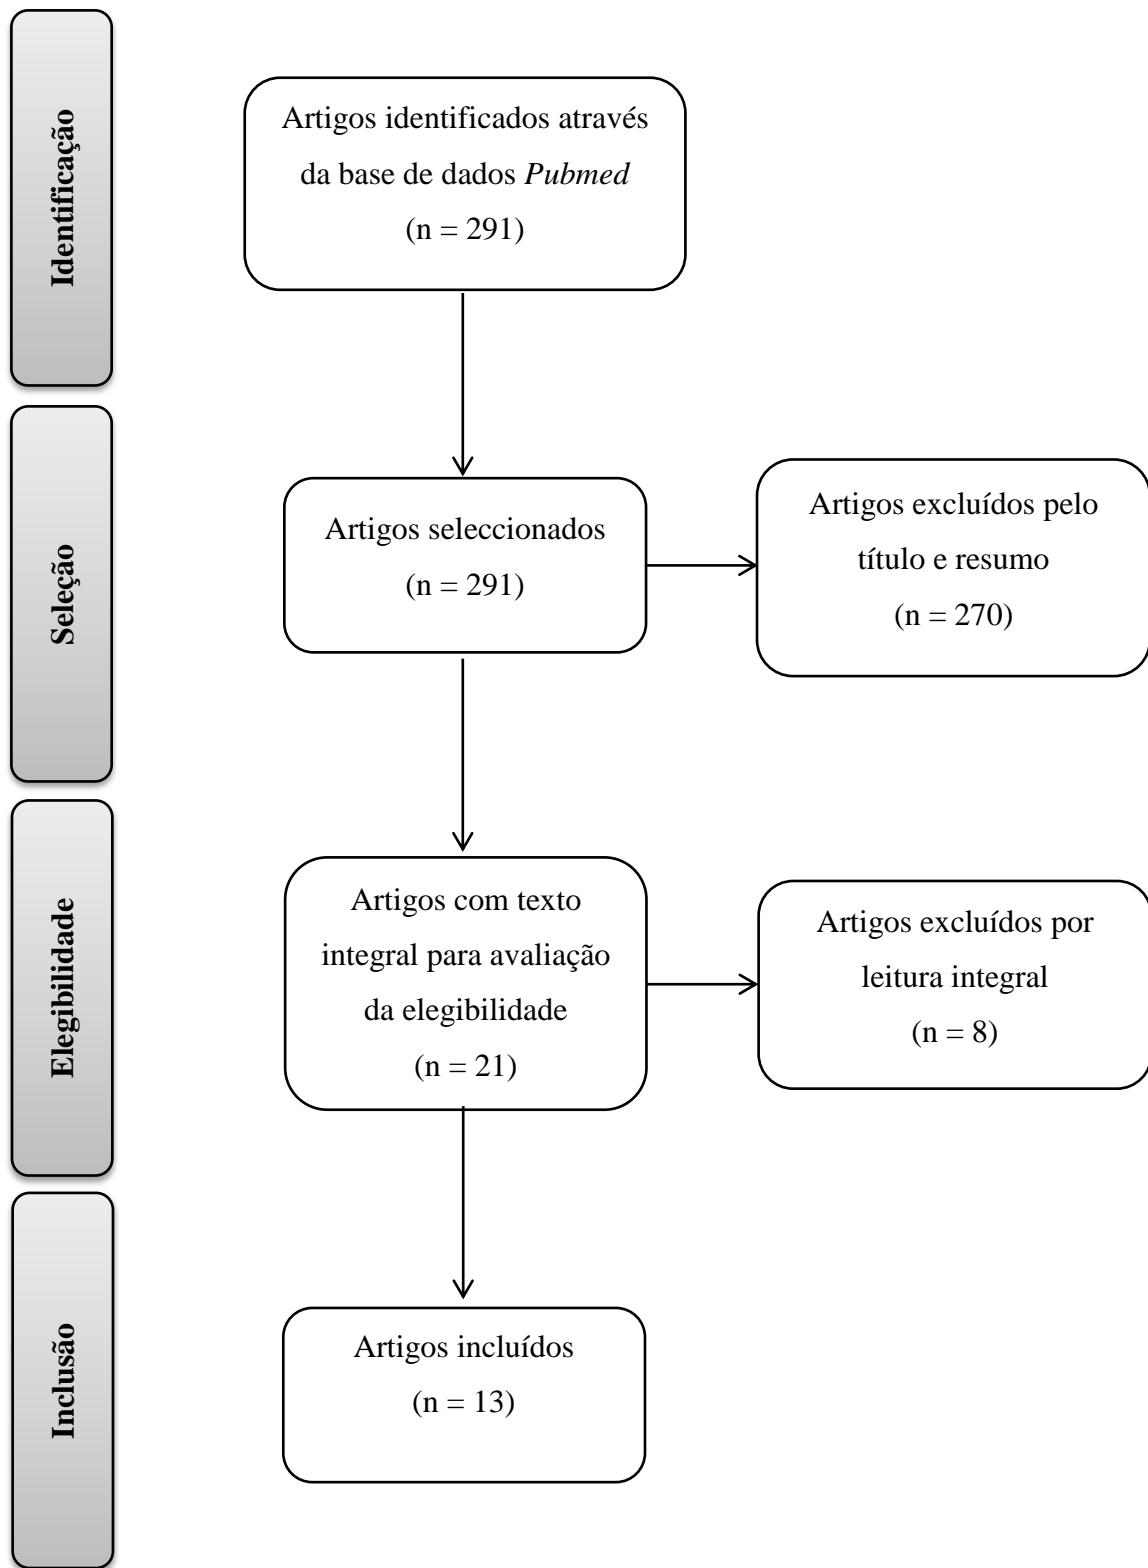 Identificação
Artigos identificados através
da base de dados Pubmed
(n = 291)
Seleção
Artigos seleccionados
(n = 291)
Artigos excluídos pelo
título e resumo
(n = 270)
Elegibilidade
Artigos com texto
integral para avaliação
da elegibilidade
(n = 21)
Artigos excluídos por
leitura integral
(n = 8)
Inclusão
Artigos incluídos
(n = 13)